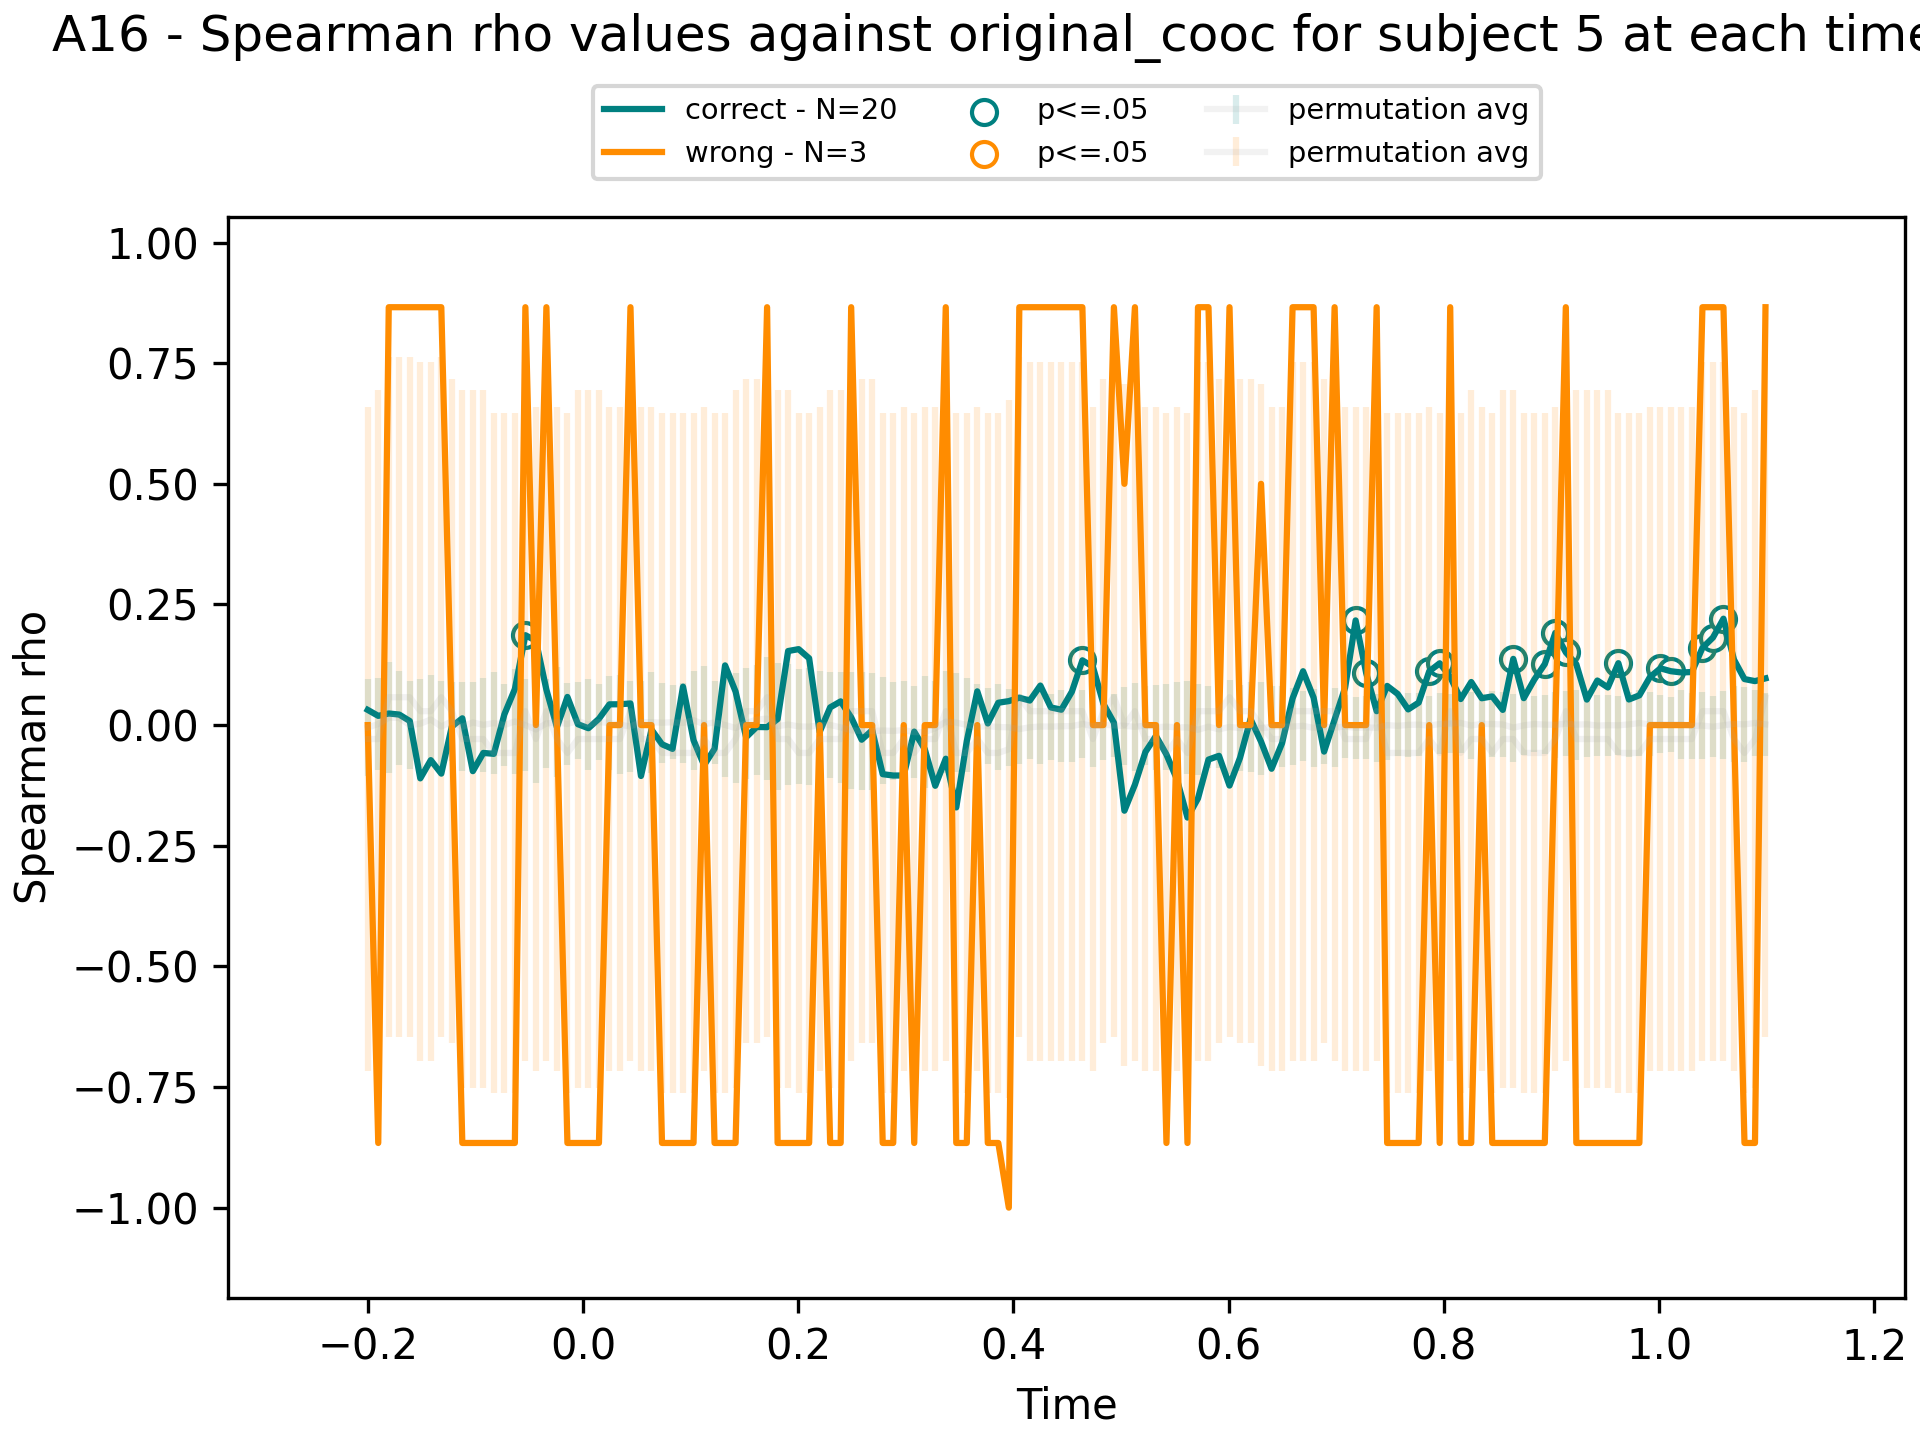 A16 - Spearman rho values against original_cooc for subject 5 at each time
correct - N=20
wrong - N=3
p<=.05
p<=.05
permutation avg
permutation avg
1.00
0.75
0.50
0.25
0.00
−0.25
−0.50
−0.75
−1.00
Spearman rho
−0.2 0.0 0.2 0.4 0.6 0.8 1.0 1.2
Time